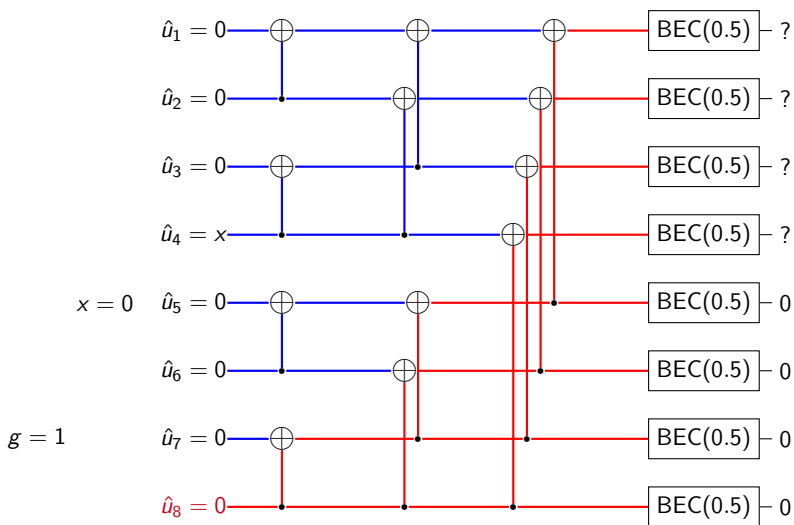 û₁ = 0 BEC(0.5) ?
û₂ = 0 BEC(0.5) ?
û₃ = 0 BEC(0.5) ?
û₄ = x BEC(0.5) ?
x = 0 û₅ = 0 BEC(0.5) 0
û₆ = 0 BEC(0.5) 0
g = 1 û₇ = 0 BEC(0.5) 0
û₈ = 0 BEC(0.5) 0